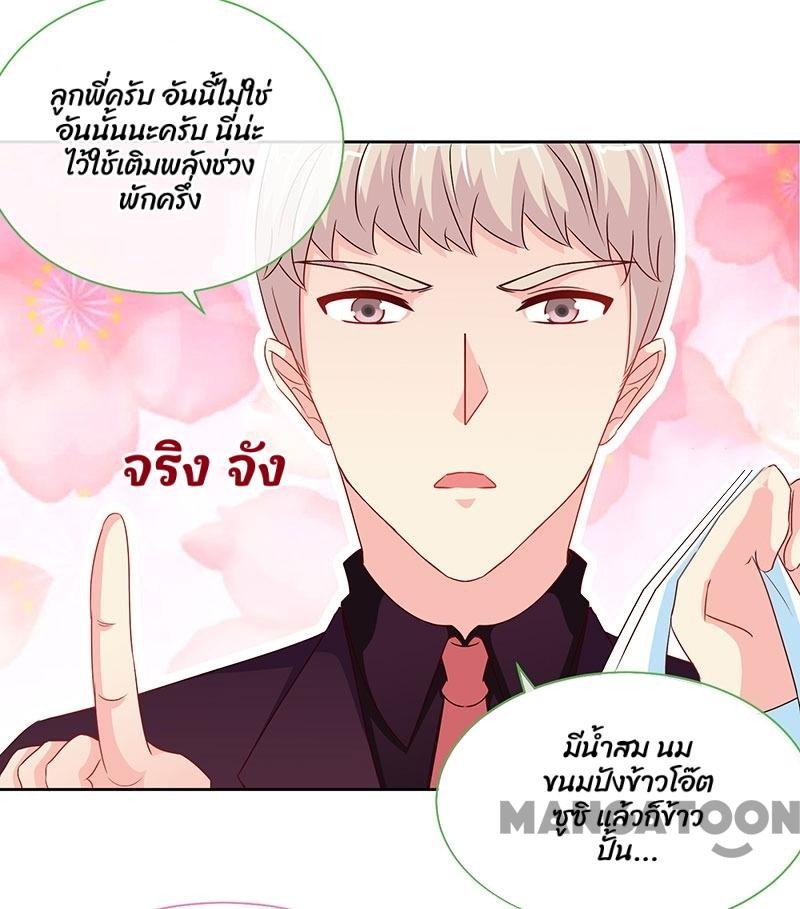 ลูกพี่ครับ อันนี้ไม่ใช่
อันนั้นนะครับ นี่น่ะ
ไว้ใช้เติมพลังช่วง
พักครึ่ง
จริง จัง
มีน้ำส้ม นม
ขนมปังข้าวโอ๊ต
ซูชิ แล้วก็ข้าว
ปั้น...
MANGATOON